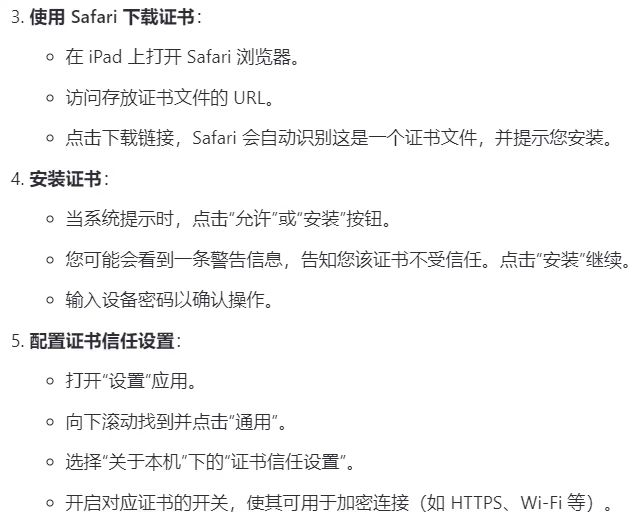 3. 使用 Safari 下载证书：
◦ 在 iPad 上打开 Safari 浏览器。
◦ 访问存放证书文件的 URL。
◦ 点击下载链接，Safari 会自动识别这是一个证书文件，并提示您安装。
4. 安装证书：
◦ 当系统提示时，点击“允许”或“安装”按钮。
◦ 您可能会看到一条警告信息，告知您该证书不受信任。点击“安装”继续。
◦ 输入设备密码以确认操作。
5. 配置证书信任设置：
◦ 打开“设置”应用。
◦ 向下滚动找到并点击“通用”。
◦ 选择“关于本机”下的“证书信任设置”。
◦ 开启对应证书的开关，使其可用于加密连接（如 HTTPS、Wi-Fi 等）。